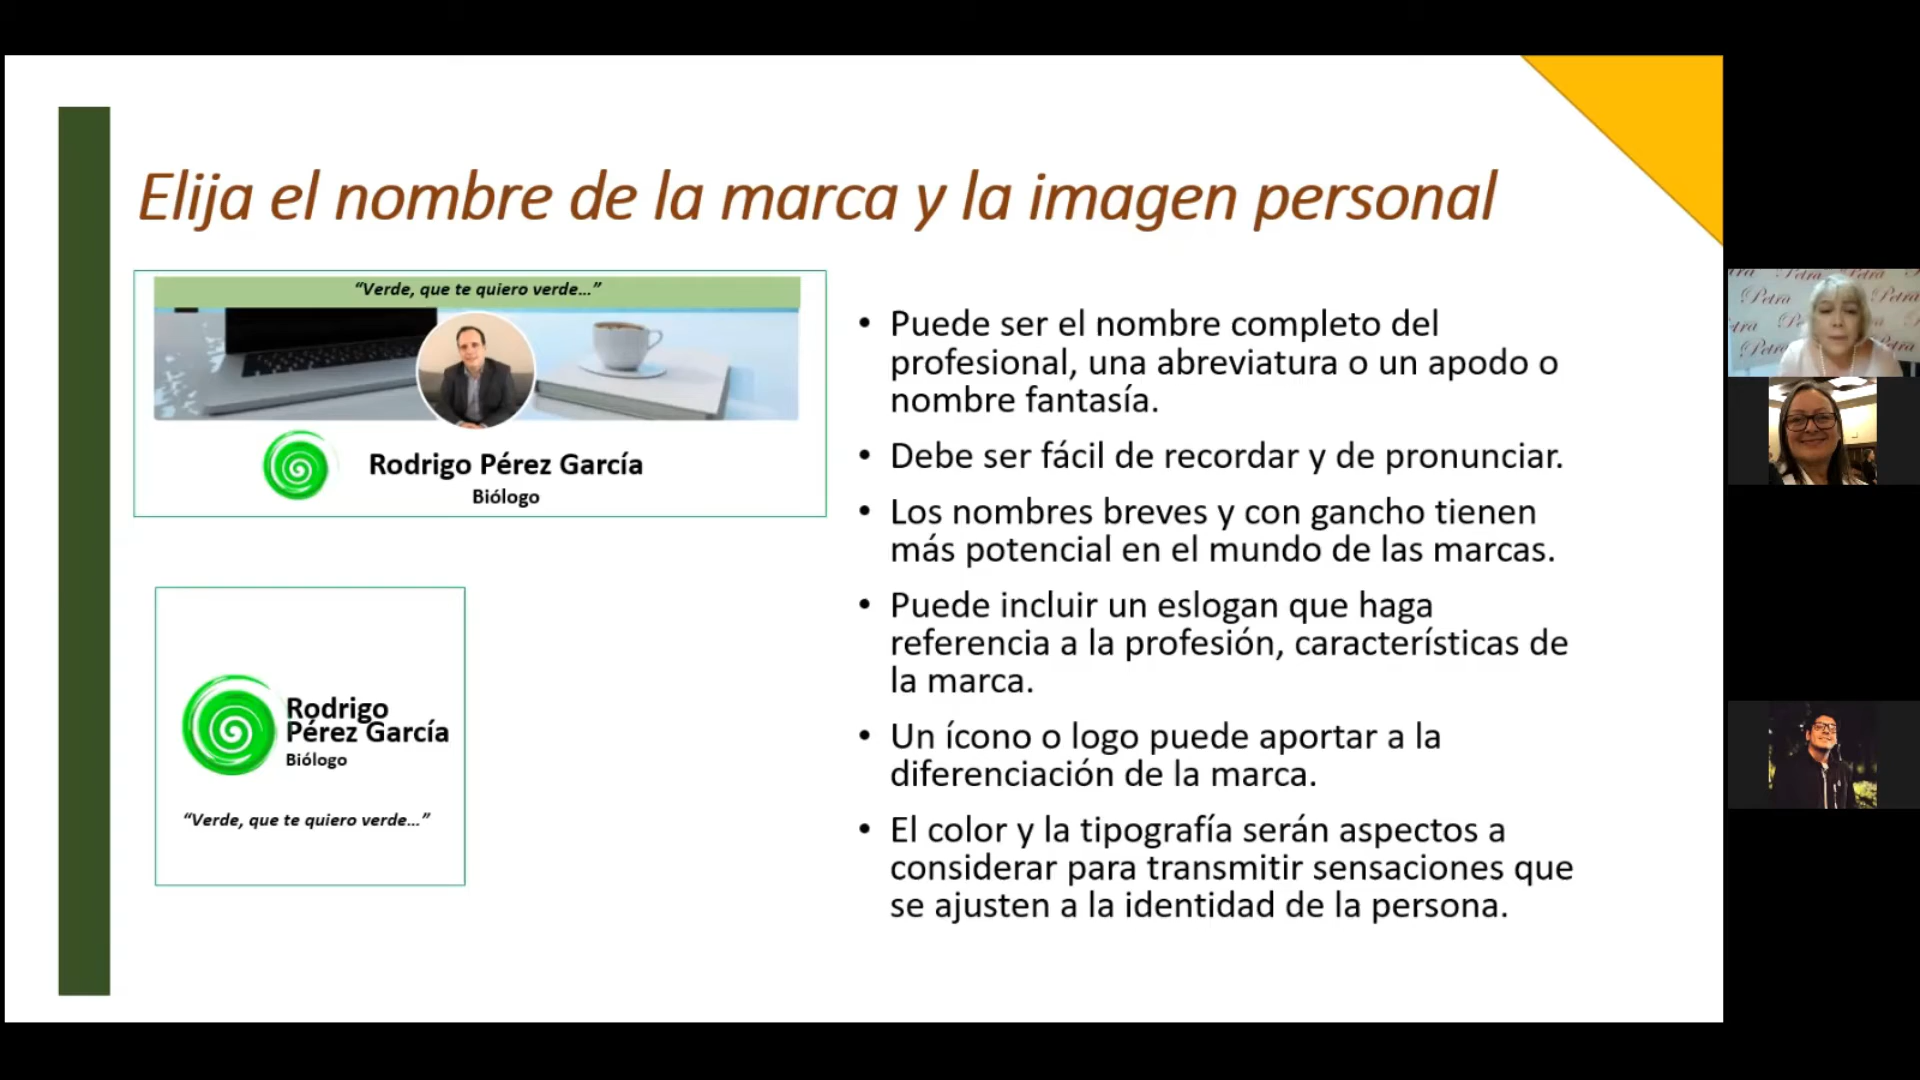 Elija el nombre de la marca y la imagen personal
“Verde, que te quiero verde...”
Rodrigo Pérez García
Biólogo
Rodrigo
Pérez García
Biólogo
“Verde, que te quiero verde...”
• Puede ser el nombre completo del
profesional, una abreviatura o un apodo o
nombre fantasía.
• Debe ser fácil de recordar y de pronunciar.
• Los nombres breves y con gancho tienen
más potencial en el mundo de las marcas.
• Puede incluir un eslogan que haga
referencia a la profesión, características de
la marca.
• Un ícono o logo puede aportar a la
diferenciación de la marca.
• El color y la tipografía serán aspectos a
considerar para transmitir sensaciones que
se ajusten a la identidad de la persona.
Petra
Petra
Petra
Petra